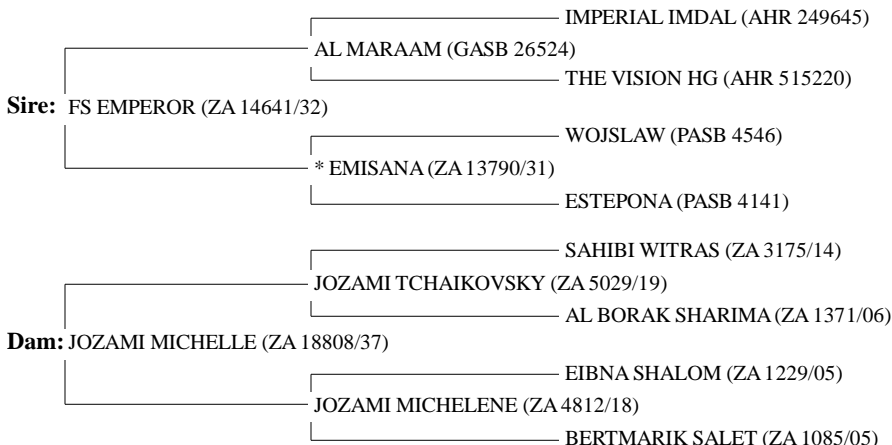 IMPERIAL IMDAL (AHR 249645)
AL MARAAM (GASB 26524)
THE VISION HG (AHR 515220)
Sire: FS EMPEROR (ZA 14641/32)
WOJSLAW (PASB 4546)
* EMISANA (ZA 13790/31)
ESTEPONA (PASB 4141)
SAHIBI WITRAS (ZA 3175/14)
JOZAMI TCHAIKOVSKY (ZA 5029/19)
AL BORAK SHARIMA (ZA 1371/06)
Dam: JOZAMI MICHELLE (ZA 18808/37)
EIBNA SHALOM (ZA 1229/05)
JOZAMI MICHELENE (ZA 4812/18)
BERTMARIK SALET (ZA 1085/05)